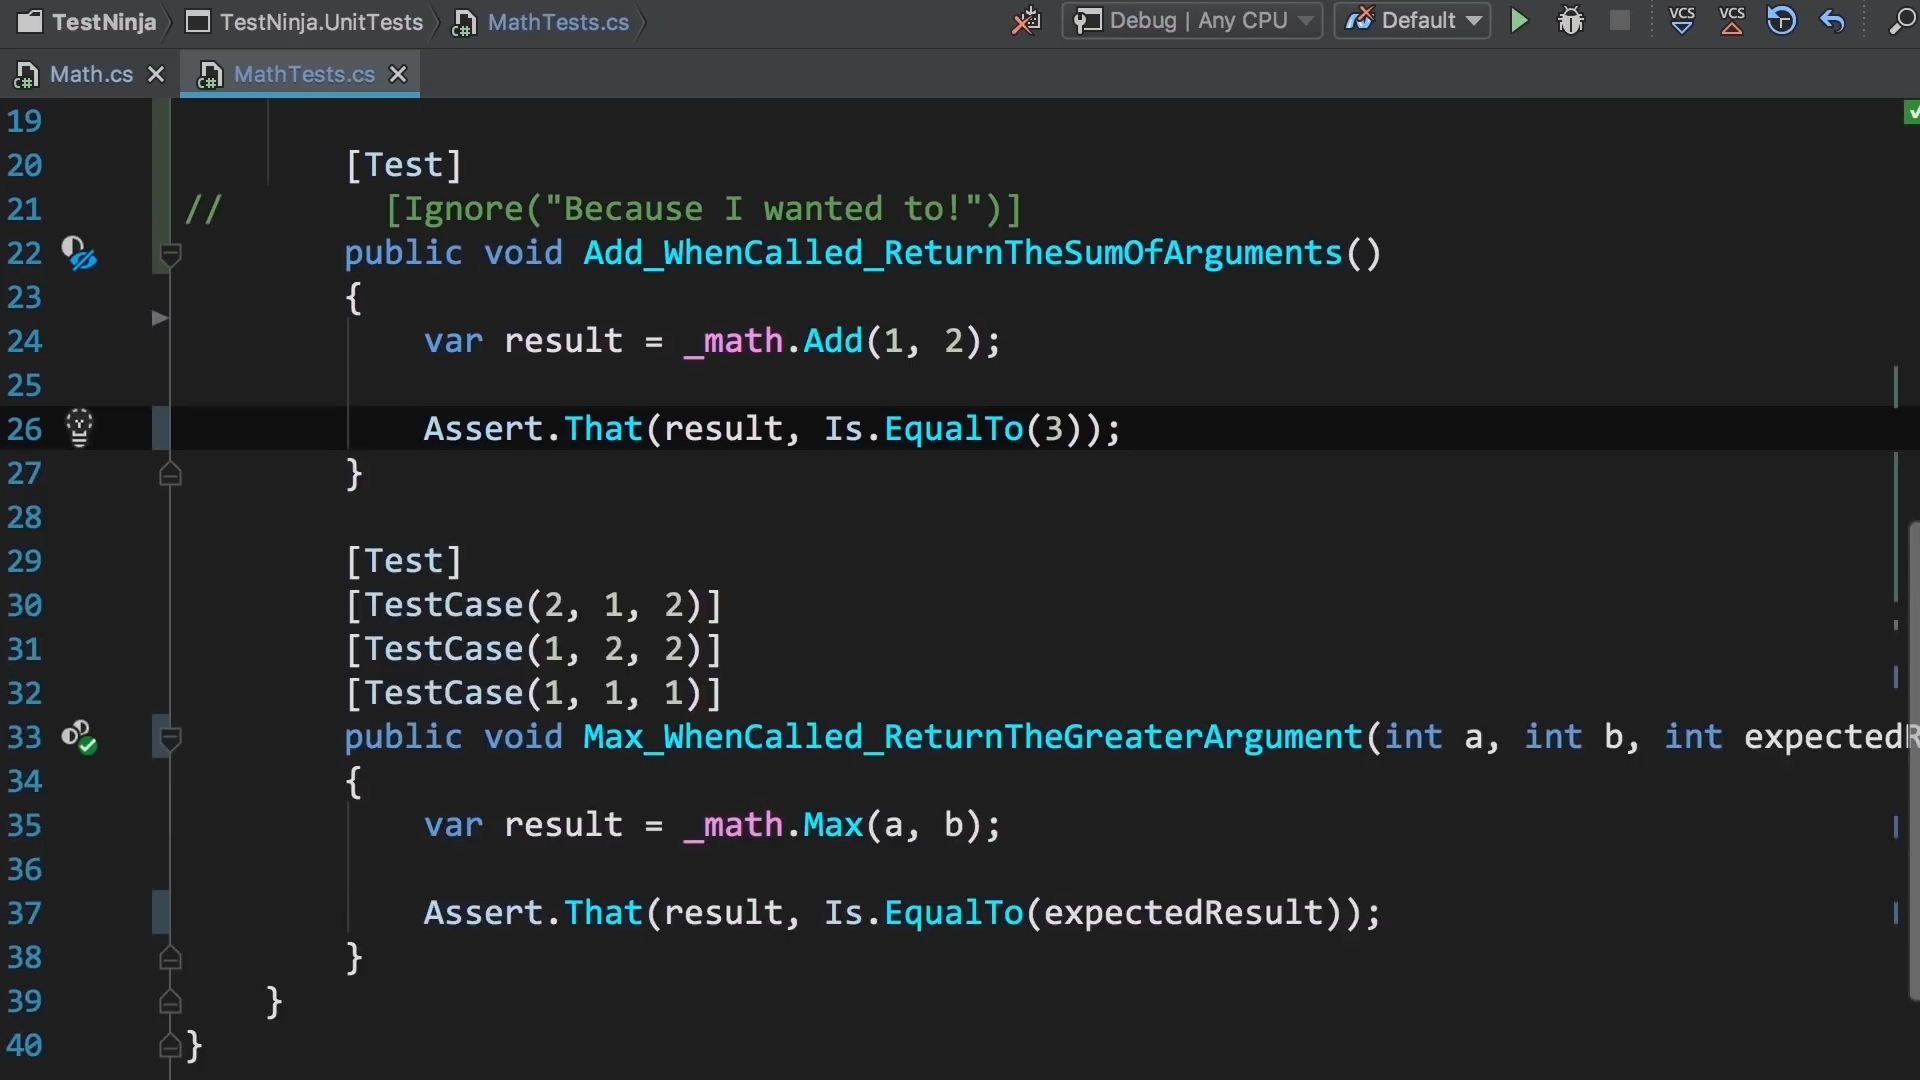 TestNinja TestNinja.UnitTests MathTests.cs Debug | Any CPU Default VCS VCS
Math.cs MathTests.cs
19
20 [Test]
21 // [Ignore("Because I wanted to!")]
22 public void Add_WhenCalled_ReturnTheSumOfArguments()
23 {
24 var result = _math.Add(1, 2);
25
26 Assert.That(result, Is.EqualTo(3));
27 }
28
29 [Test]
30 [TestCase(2, 1, 2)]
31 [TestCase(1, 2, 2)]
32 [TestCase(1, 1, 1)]
33 public void Max_WhenCalled_ReturnTheGreaterArgument(int a, int b, int expectedR
34 {
35 var result = _math.Max(a, b);
36
37 Assert.That(result, Is.EqualTo(expectedResult));
38 }
39 }
40 }